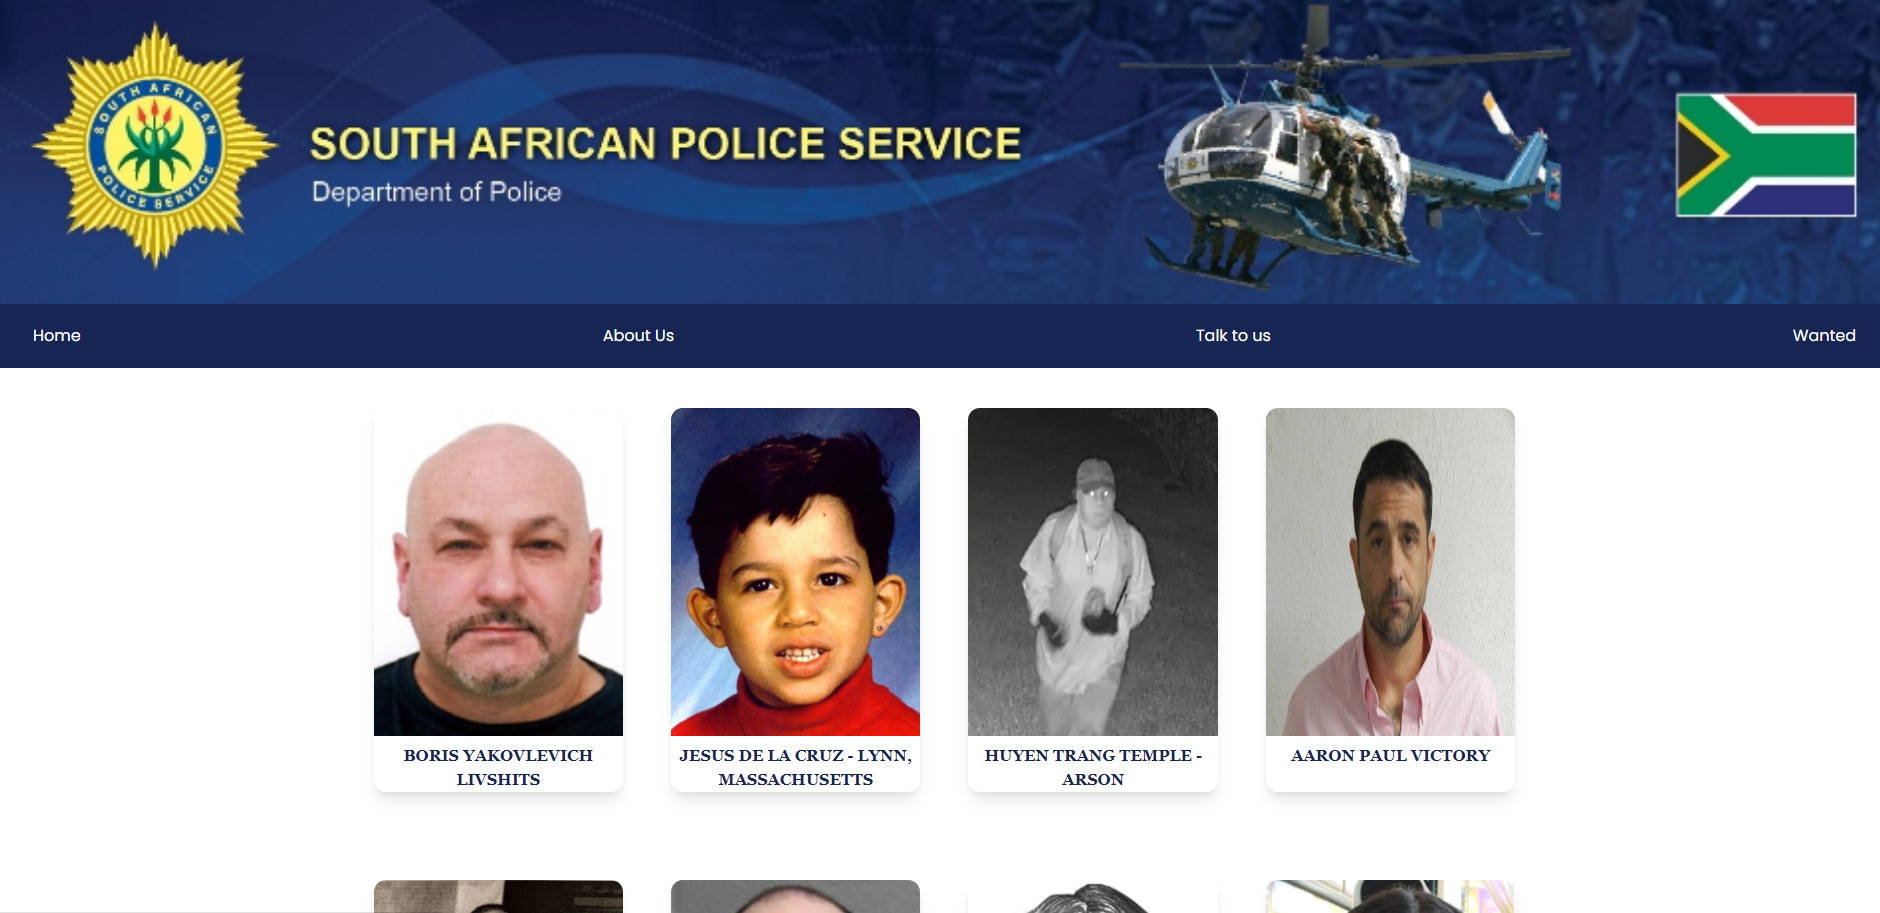 SOUTH AFRICAN
POLICE SERVICE
SOUTH AFRICAN POLICE SERVICE
Department of Police
Home
About Us
Talk to us
Wanted
BORIS YAKOVLEVICH
LIVSHITS
JESUS DE LA CRUZ - LYNN,
MASSACHUSETTS
HUYEN TRANG TEMPLE -
ARSON
AARON PAUL VICTORY